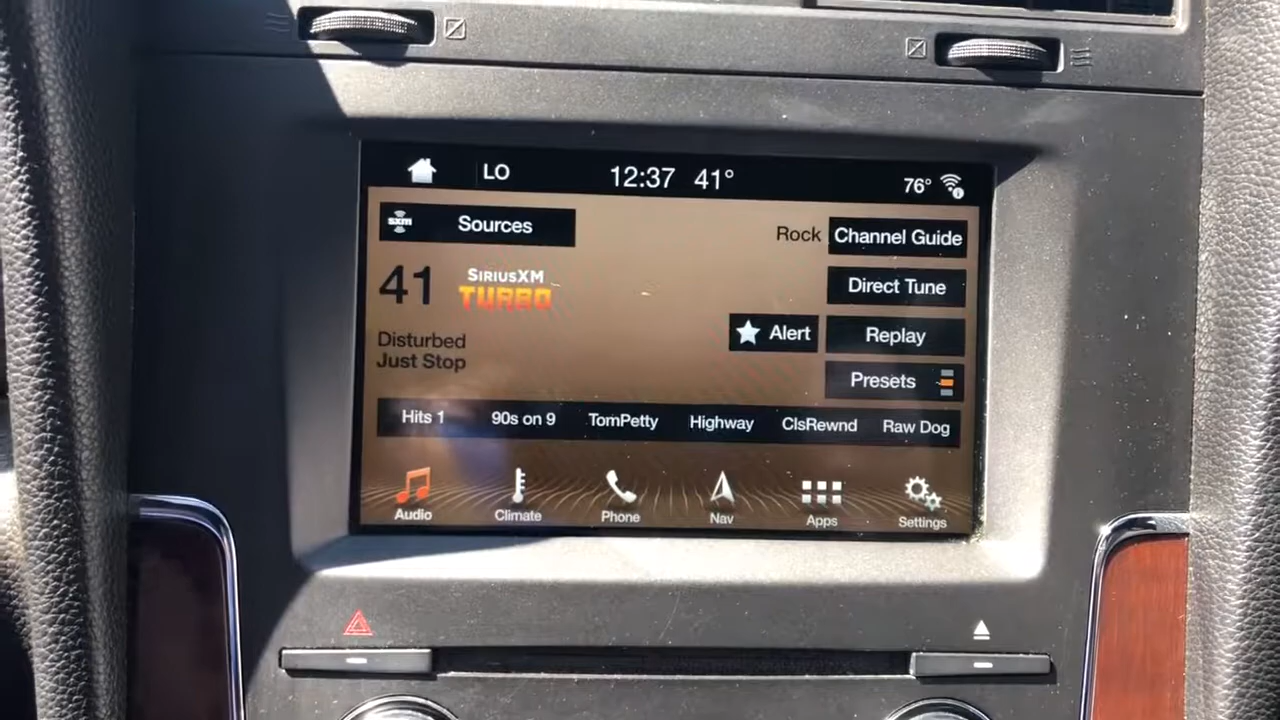 LO 12:37 41° 76°
sxm Sources
Rock Channel Guide
41 SIRIUSXM
TURBO
Direct Tune
Alert Replay
Disturbed
Just Stop
Presets
Hits 1 90s on 9 TomPetty Highway ClsRewnd Raw Dog
Audio Climate Phone Nav Apps Settings